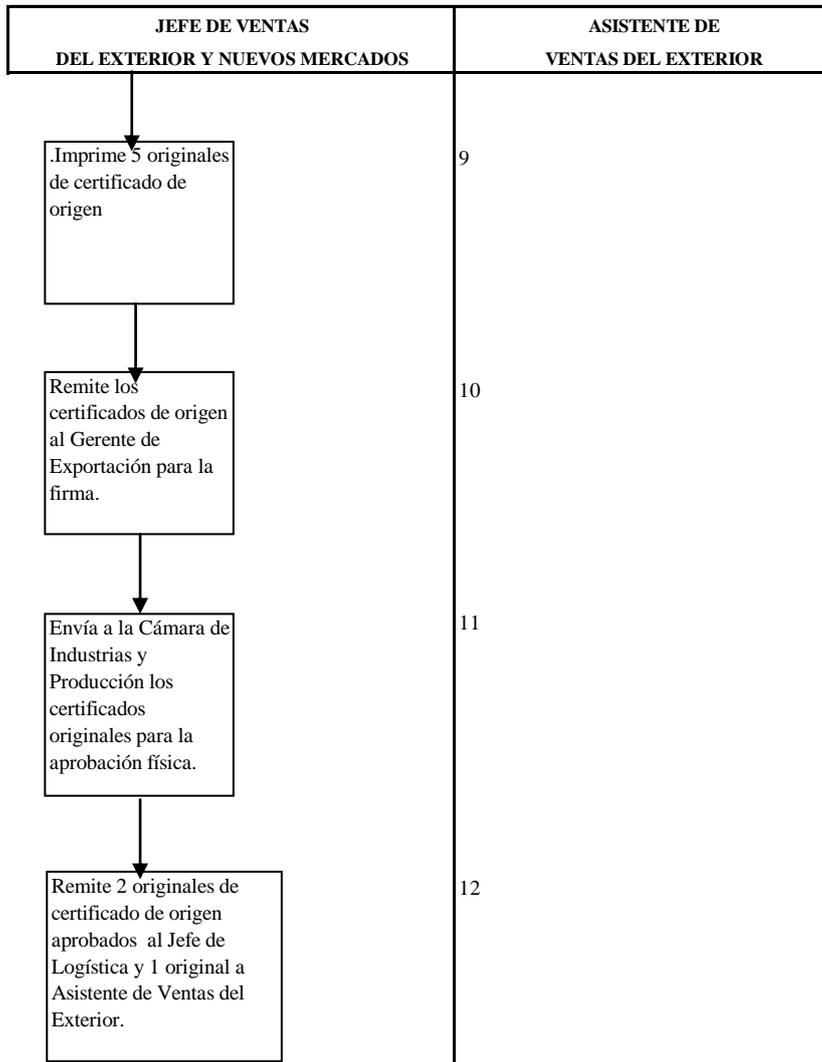 JEFE DE VENTAS
DEL EXTERIOR Y NUEVOS MERCADOS
ASISTENTE DE
VENTAS DEL EXTERIOR
.Imprime 5 originales
de certificado de
origen
9
Remite los
certificados de origen
al Gerente de
Exportación para la
firma.
10
Envía a la Cámara de
Industrias y
Producción los
certificados
originales para la
aprobación física.
11
Remite 2 originales de
certificado de origen
aprobados  al Jefe de
Logística y 1 original a
Asistente de Ventas del
Exterior.
12